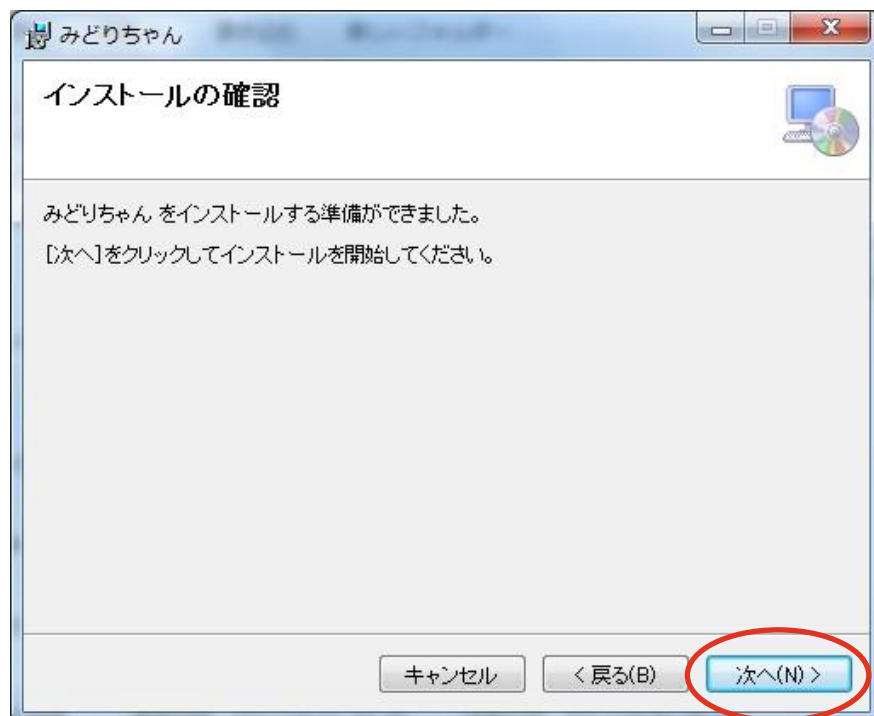 みどりちゃん
インストールの確認
みどりちゃん をインストールする準備ができました。
[次へ]をクリックしてインストールを開始してください。
キャンセル
< 戻る(B)
次へ(N) >